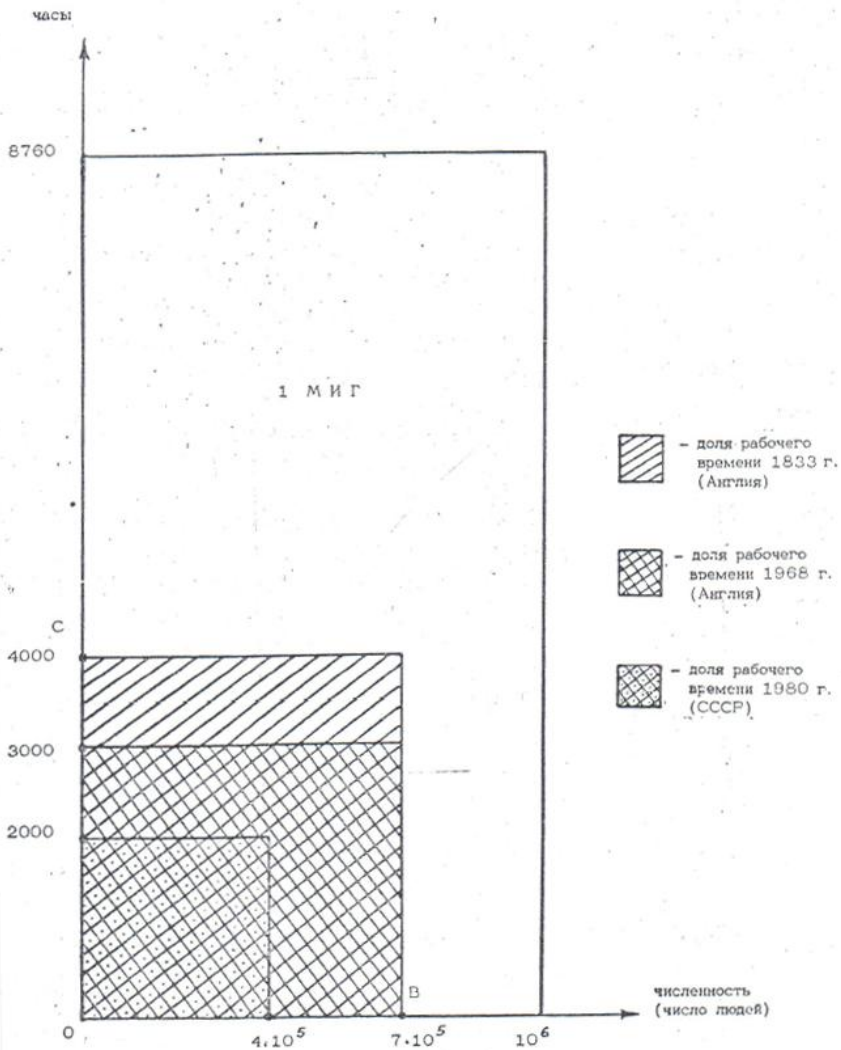 часы
8760
1 МИГ
- доля рабочего
времени 1833 г.
(Англия)
- доля рабочего
времени 1968 г.
(Англия)
- доля рабочего
времени 1980 г.
(СССР)
C
4000
3000
2000
B
численность
(число людей)
0
4.10⁵
7.10⁵
10⁶